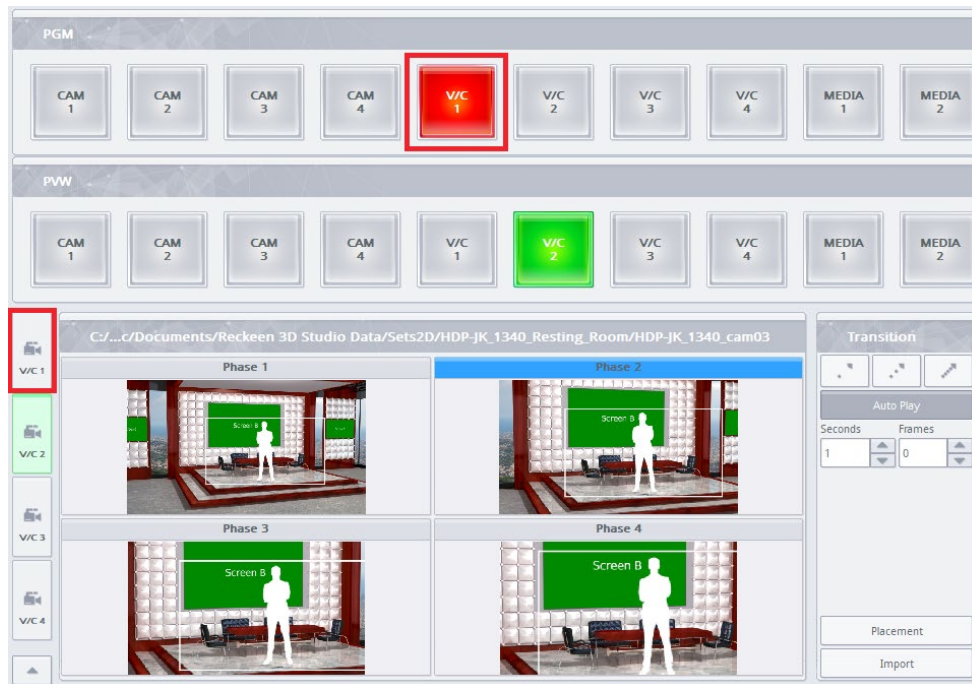 PGM
CAM 1
CAM 2
CAM 3
CAM 4
V/C 1
V/C 2
V/C 3
V/C 4
MEDIA 1
MEDIA 2
PVW
CAM 1
CAM 2
CAM 3
CAM 4
V/C 1
V/C 2
V/C 3
V/C 4
MEDIA 1
MEDIA 2
V/C 1
V/C 2
V/C 3
V/C 4
C:/...c/Documents/Reckeen 3D Studio Data/Sets2D/HDP-JK_1340_Resting_Room/HDP-JK_1340_cam03
Phase 1
Screen B
Phase 2
Screen B
Phase 3
Screen B
Phase 4
Screen B
Transition
Auto Play
Seconds Frames
1 0
Placement
Import